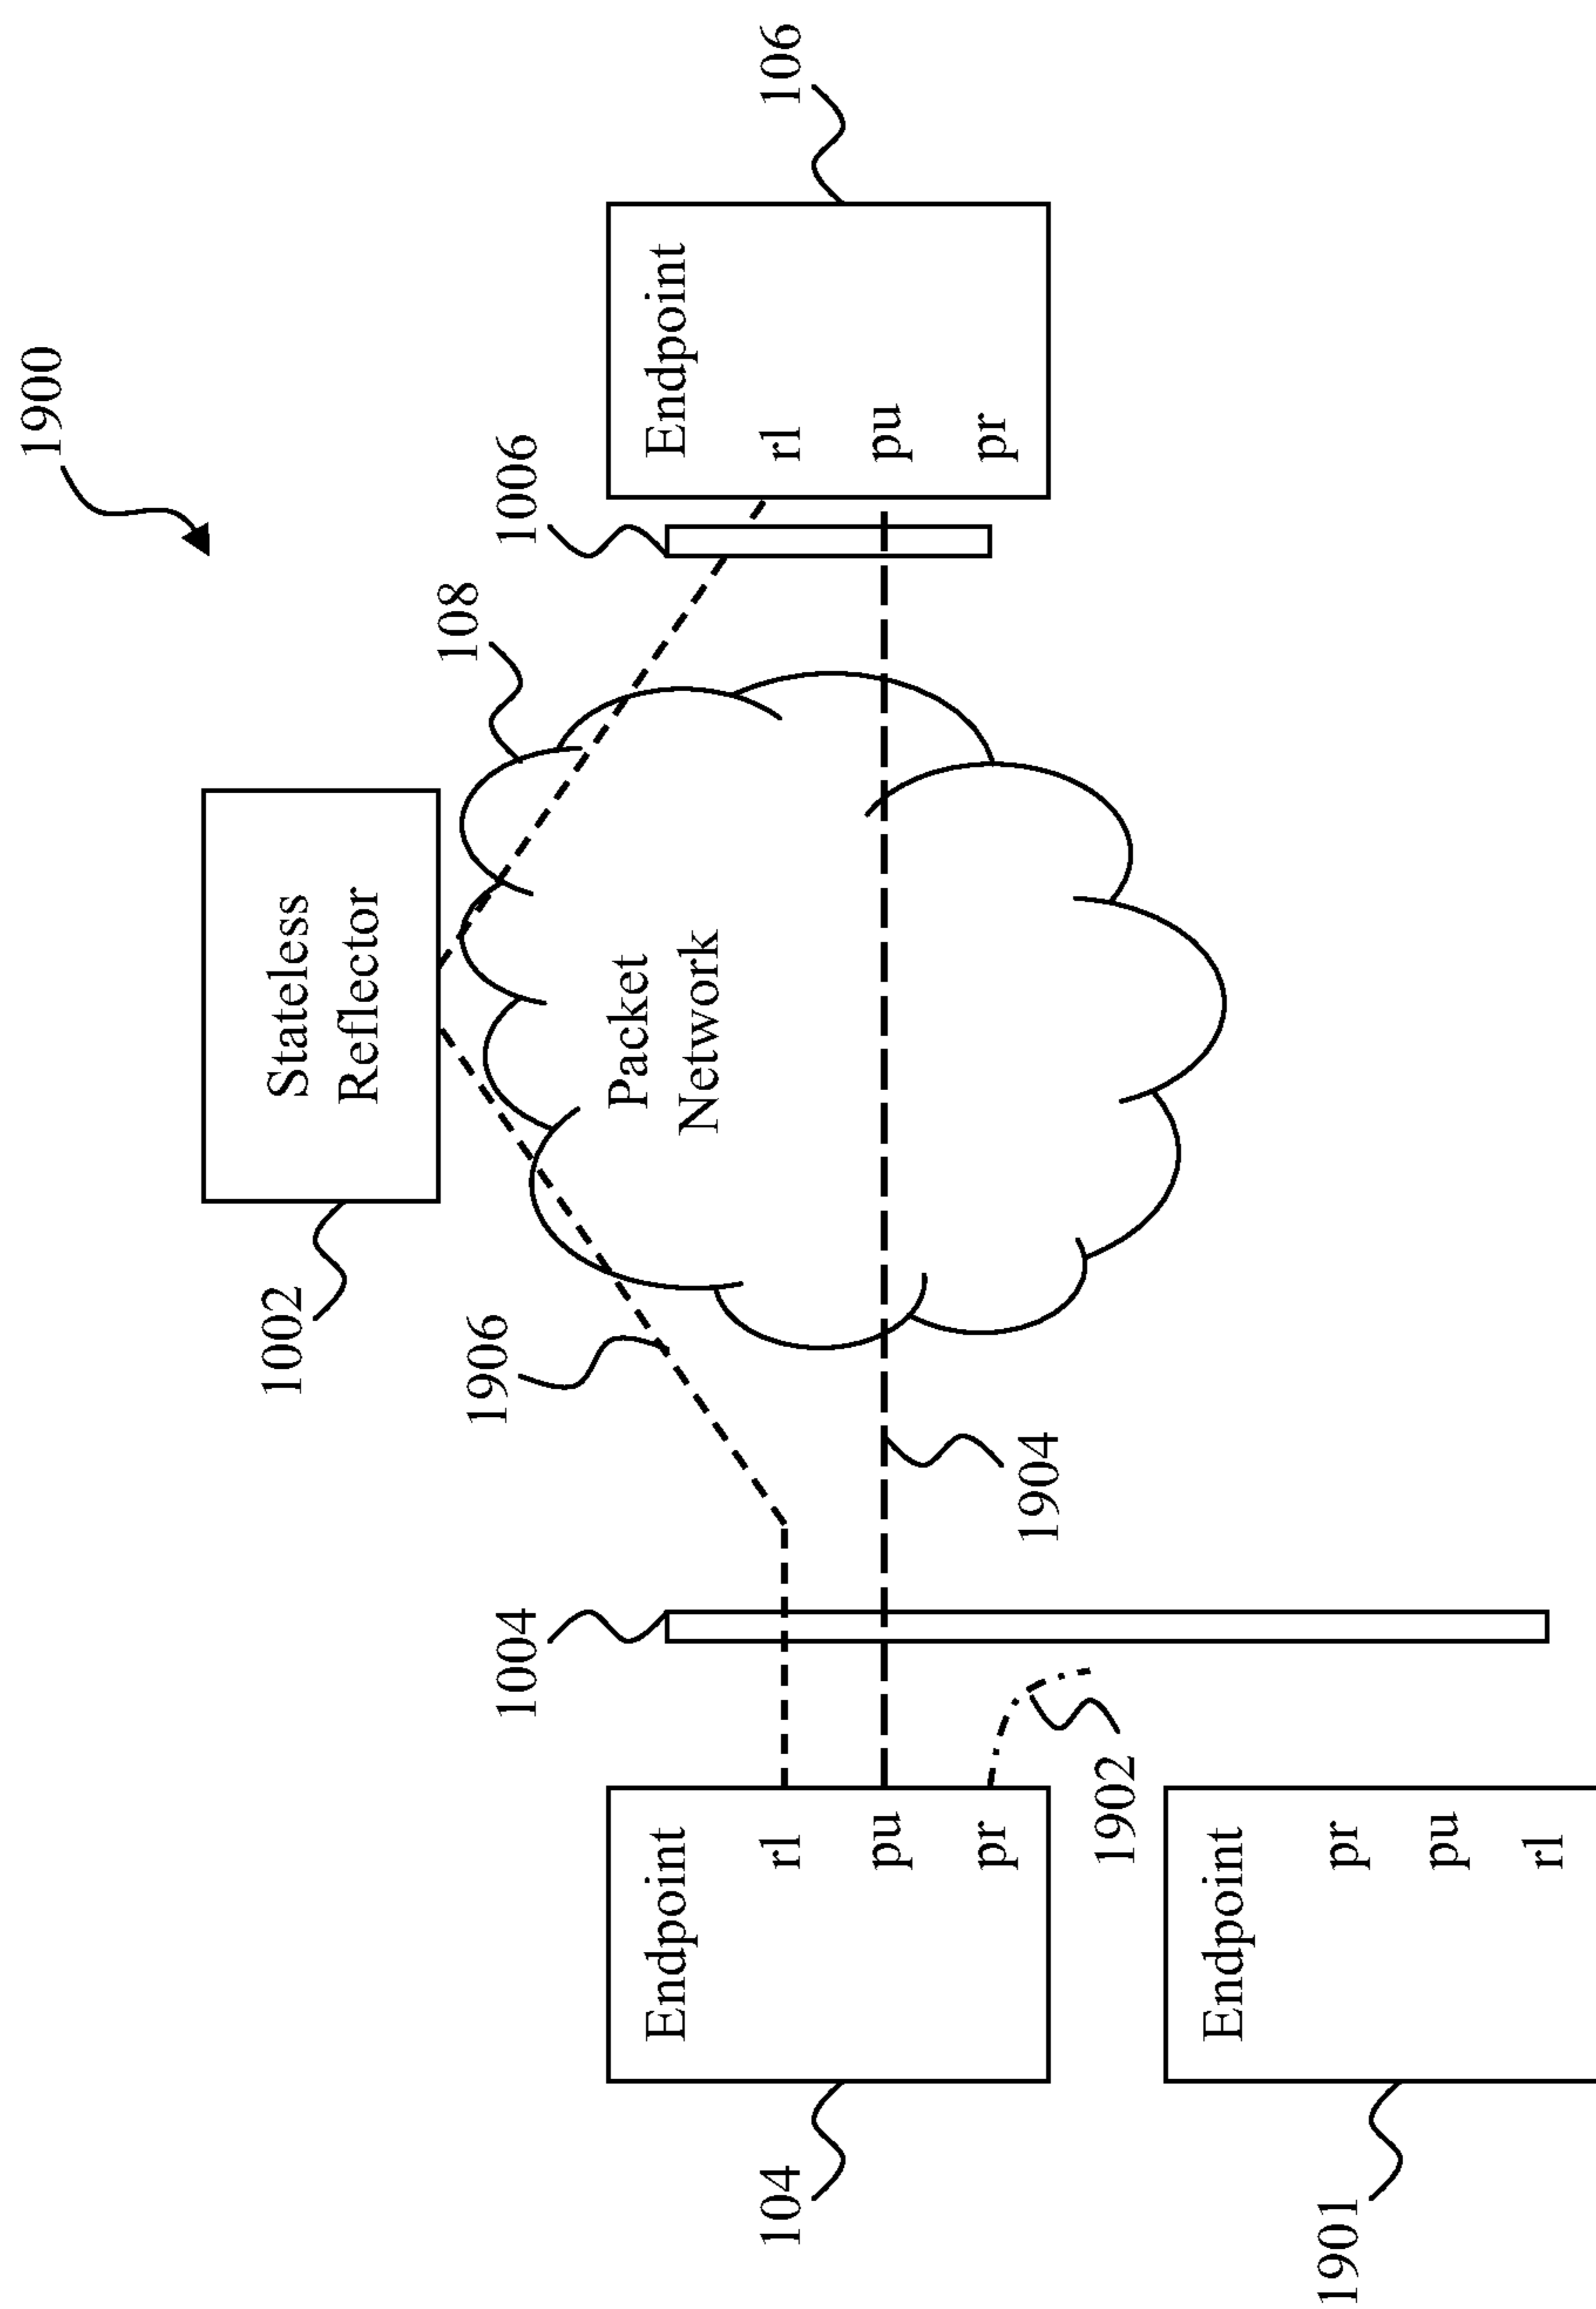 1900
Stateless
Reflector
1002
108
1906
1004
1006
Packet
Network
Endpoint
rl
pu
pr
104
Endpoint
rl
pu
pr
106
1904
1902
Endpoint
pr
pu
rl
1901